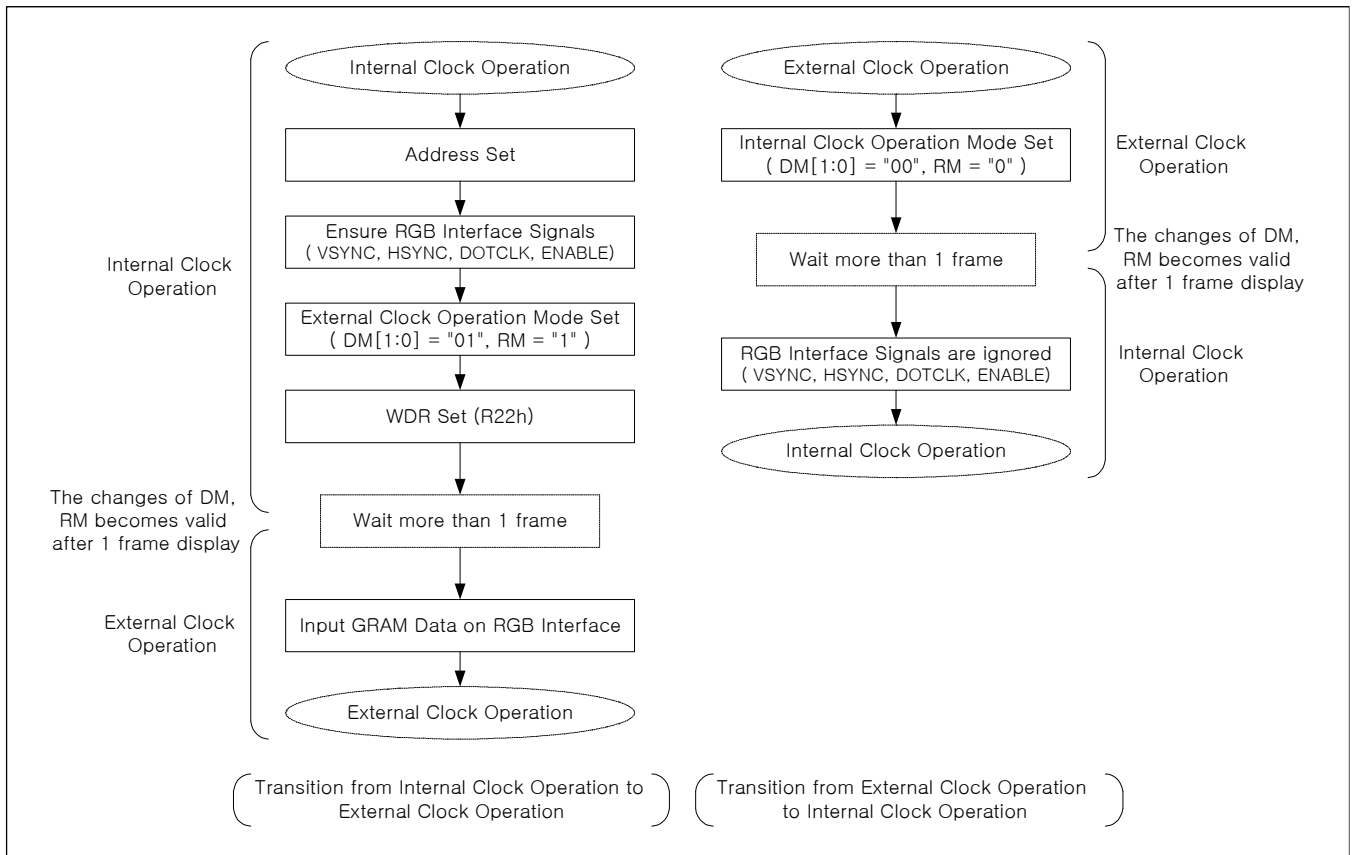 Internal Clock Operation
Address Set
Ensure RGB Interface Signals
( VSYNC, HSYNC, DOTCLK, ENABLE)
Internal Clock
Operation
External Clock Operation Mode Set
( DM[1:0] = "01", RM = "1" )
WDR Set (R22h)
The changes of DM,
RM becomes valid
after 1 frame display
Wait more than 1 frame
External Clock
Operation
Input GRAM Data on RGB Interface
External Clock Operation
Transition from Internal Clock Operation to
External Clock Operation
External Clock Operation
Internal Clock Operation Mode Set
( DM[1:0] = "00", RM = "0" )
External Clock
Operation
Wait more than 1 frame
The changes of DM,
RM becomes valid
after 1 frame display
RGB Interface Signals are ignored
( VSYNC, HSYNC, DOTCLK, ENABLE)
Internal Clock
Operation
Internal Clock Operation
Transition from External Clock Operation
to Internal Clock Operation